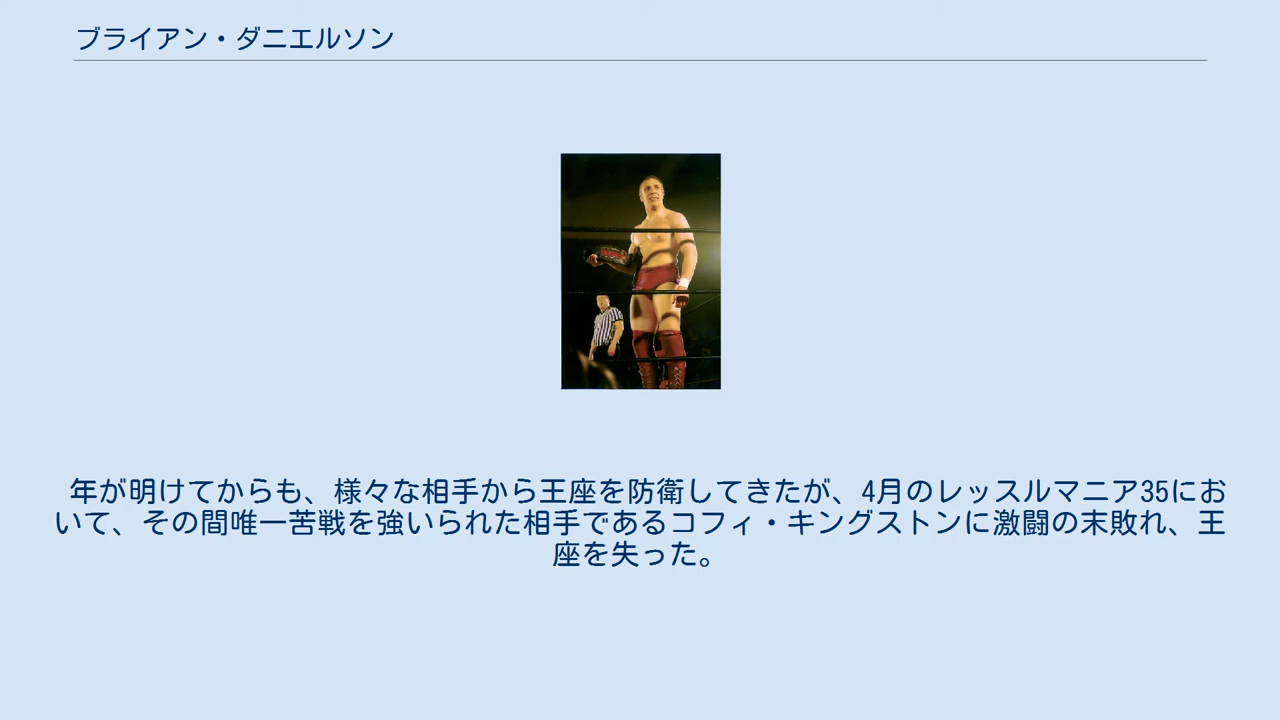 ブライアン・ダニエルソン
年が明けてからも、様々な相手から王座を防衛してきたが、4月のレッスルマニア35にお
いて、その間唯一苦戦を強いられた相手であるコフィ・キングストンに激闘の末敗れ、王
座を失った。